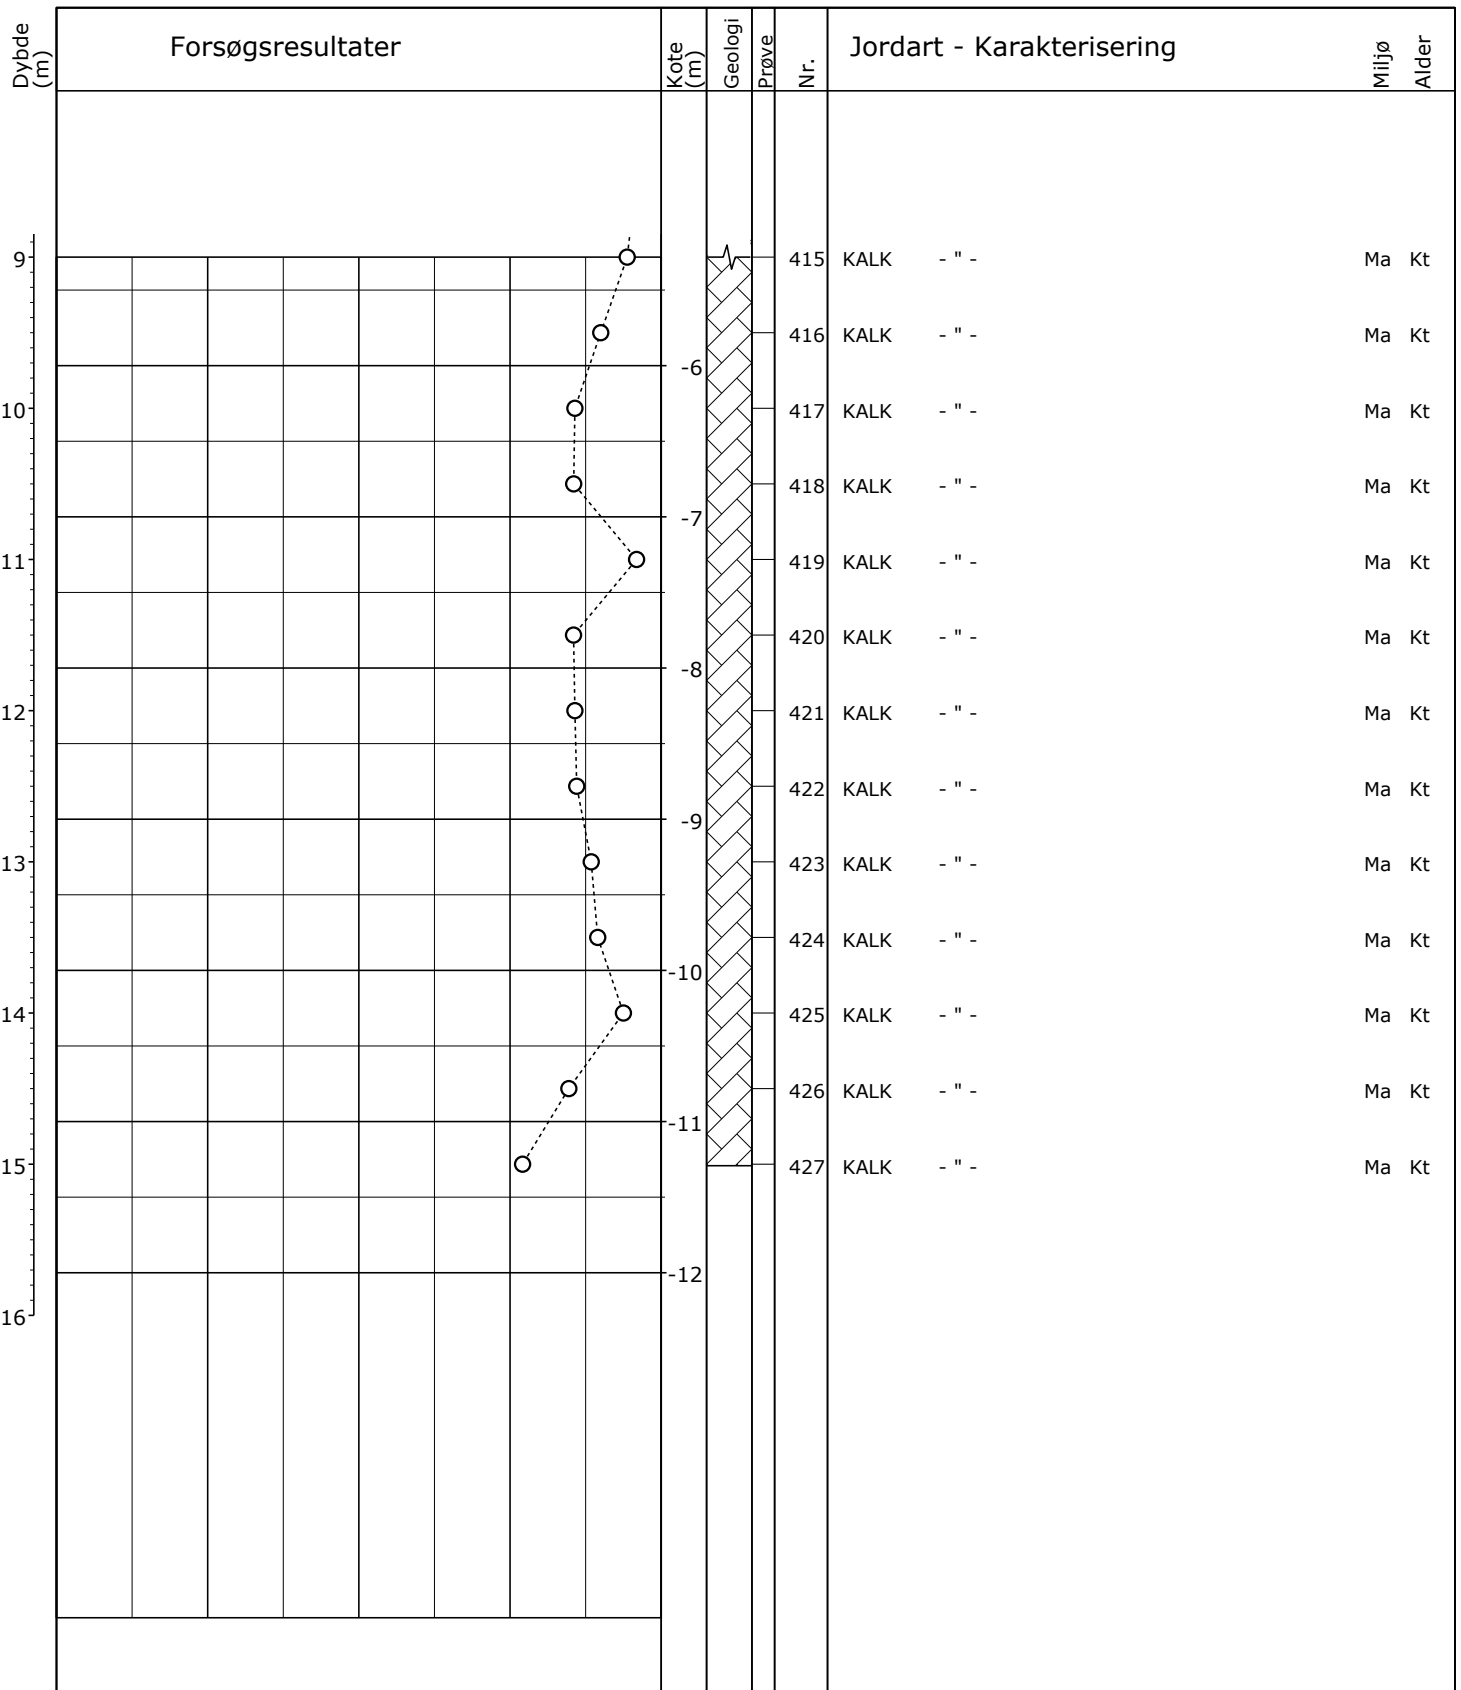 Dybde (m) Forsøgsresultater Kote (m) Geologi Prøve Nr. Jordart - Karakterisering Miljø Alder
9 415 KALK - " - Ma Kt
416 KALK - " - Ma Kt
-6
10 417 KALK - " - Ma Kt
418 KALK - " - Ma Kt
-7
11 419 KALK - " - Ma Kt
420 KALK - " - Ma Kt
-8
12 421 KALK - " - Ma Kt
422 KALK - " - Ma Kt
-9
13 423 KALK - " - Ma Kt
424 KALK - " - Ma Kt
-10
14 425 KALK - " - Ma Kt
426 KALK - " - Ma Kt
-11
15 427 KALK - " - Ma Kt
-12
16